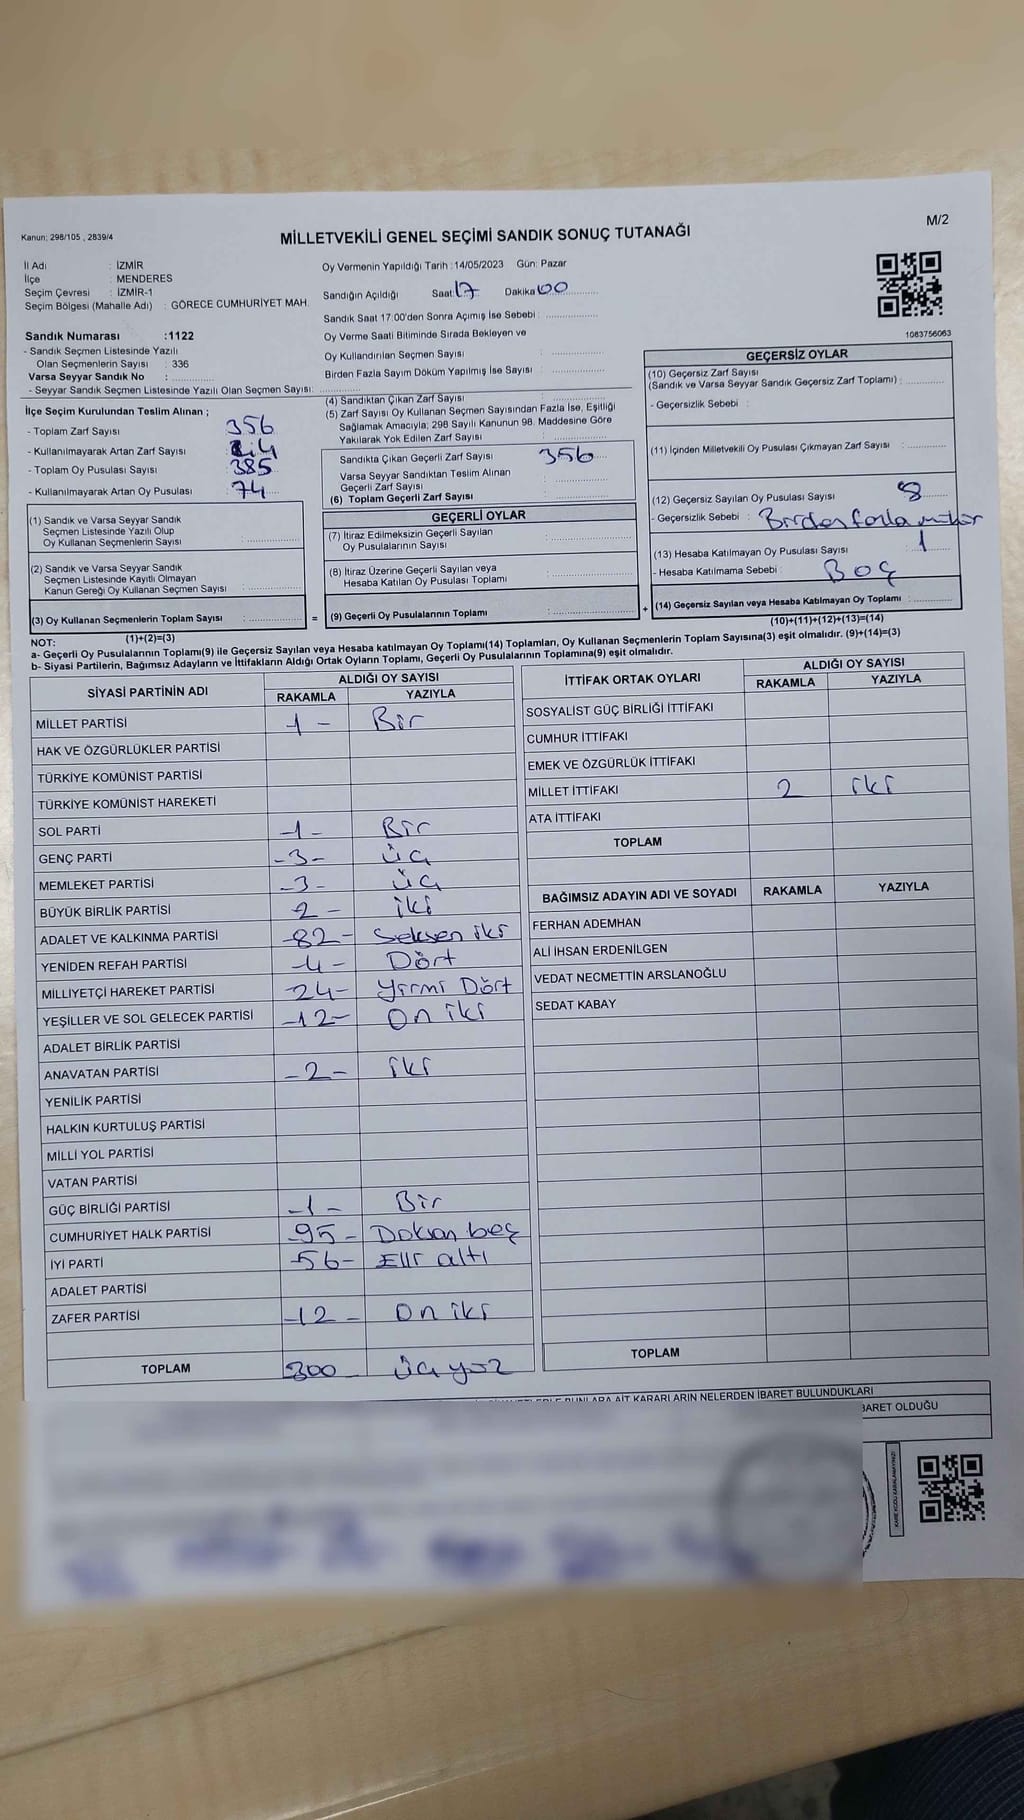 M/2
Kanun: 298/105 , 2839/4
MİLLETVEKİLİ GENEL SEÇİMİ SANDIK SONUÇ TUTANAĞI
İl Adı : İZMİR
İlçe : MENDERES
Seçim Çevresi : İZMİR-1
Seçim Bölgesi (Mahalle Adı) : GÖRECE CUMHURİYET MAH.
Sandık Numarası :1122
- Sandık Seçmen Listesinde Yazılı
Olan Seçmenlerin Sayısı : 336
Varsa Seyyar Sandık No : ..............
- Seyyar Sandık Seçmen Listesinde Yazılı Olan Seçmen Sayısı: ..............
Oy Vermenin Yapıldığı Tarih :14/05/2023 Gün: Pazar
Sandığın Açıldığı Saat: 17 Dakika 00
Sandık Saat 17:00'den Sonra Açımış İse Sebebi : ..............
Oy Verme Saati Bitiminde Sırada Bekleyen ve
Oy Kullandırılan Seçmen Sayısı : ..............
Birden Fazla Sayım Döküm Yapılmış İse Sayısı : ..............
1083756063
İlçe Seçim Kurulundan Teslim Alınan ;
- Toplam Zarf Sayısı : 356
- Kullanılmayarak Artan Zarf Sayısı :
- Toplam Oy Pusulası Sayısı : 385
- Kullanılmayarak Artan Oy Pusulası : 74
(4) Sandıktan Çıkan Zarf Sayısı : ..............
(5) Zarf Sayısı Oy Kullanan Seçmen Sayısından Fazla İse, Eşitliği
Sağlamak Amacıyla; 298 Sayılı Kanunun 98. Maddesine Göre
Yakılarak Yok Edilen Zarf Sayısı : ..............
Sandıkta Çıkan Geçerli Zarf Sayısı : 356
Varsa Seyyar Sandıktan Teslim Alınan
Geçerli Zarf Sayısı : ..............
(6) Toplam Geçerli Zarf Sayısı : ..............
GEÇERSİZ OYLAR
(10) Geçersiz Zarf Sayısı
(Sandık ve Varsa Seyyar Sandık Geçersiz Zarf Toplamı) : ..............
- Geçersizlik Sebebi :
(11) İçinden Milletvekili Oy Pusulası Çıkmayan Zarf Sayısı : ..............
(12) Geçersiz Sayılan Oy Pusulası Sayısı : 8
- Geçersizlik Sebebi : Birden fazla mühür
(13) Hesaba Katılmayan Oy Pusulası Sayısı : 1
- Hesaba Katılmama Sebebi : Boş
(14) Geçersiz Sayılan veya Hesaba Katılmayan Oy Toplamı : ..............
(10)+(11)+(12)+(13)=(14)
(1) Sandık ve Varsa Seyyar Sandık
Seçmen Listesinde Yazılı Olup
Oy Kullanan Seçmenlerin Sayısı : ..............
(2) Sandık ve Varsa Seyyar Sandık
Seçmen Listesinde Kayıtlı Olmayan
Kanun Gereği Oy Kullanan Seçmen Sayısı : ..............
(3) Oy Kullanan Seçmenlerin Toplam Sayısı : .............. =
(1)+(2)=(3)
GEÇERLİ OYLAR
(7) İtiraz Edilmeksizin Geçerli Sayılan
Oy Pusulalarının Sayısı : ..............
(8) İtiraz Üzerine Geçerli Sayılan veya
Hesaba Katılan Oy Pusulası Toplamı : ..............
(9) Geçerli Oy Pusulalarının Toplamı : .............. +
NOT:
a- Geçerli Oy Pusulalarının Toplamı(9) ile Geçersiz Sayılan veya Hesaba katılmayan Oy Toplamı(14) Toplamları, Oy Kullanan Seçmenlerin Toplam Sayısına(3) eşit olmalıdır. (9)+(14)=(3)
b- Siyasi Partilerin, Bağımsız Adayların ve İttifakların Aldığı Ortak Oyların Toplamı, Geçerli Oy Pusulalarının Toplamına(9) eşit olmalıdır.
SİYASİ PARTİNİN ADI ALDIĞI OY SAYISI
RAKAMLA YAZIYLA
MİLLET PARTİSİ 1 - Bir
HAK VE ÖZGÜRLÜKLER PARTİSİ
TÜRKİYE KOMÜNİST PARTİSİ
TÜRKİYE KOMÜNİST HAREKETİ
SOL PARTİ -1- Bir
GENÇ PARTİ -3- üç
MEMLEKET PARTİSİ -3- üç
BÜYÜK BİRLİK PARTİSİ 2 - iki
ADALET VE KALKINMA PARTİSİ -82- Seksen iki
YENİDEN REFAH PARTİSİ -4- Dört
MİLLİYETÇİ HAREKET PARTİSİ 24- Yirmi Dört
YEŞİLLER VE SOL GELECEK PARTİSİ -12- On iki
ADALET BİRLİK PARTİSİ
ANAVATAN PARTİSİ -2- iki
YENİLİK PARTİSİ
HALKIN KURTULUŞ PARTİSİ
MİLLİ YOL PARTİSİ
VATAN PARTİSİ
GÜÇ BİRLİĞİ PARTİSİ -1- Bir
CUMHURİYET HALK PARTİSİ 95 - Doksan beş
İYİ PARTİ -56- Elli altı
ADALET PARTİSİ
ZAFER PARTİSİ -12- On iki
TOPLAM 300 üç yüz
İTTİFAK ORTAK OYLARI ALDIĞI OY SAYISI
RAKAMLA YAZIYLA
SOSYALİST GÜÇ BİRLİĞİ İTTİFAKI
CUMHUR İTTİFAKI
EMEK VE ÖZGÜRLÜK İTTİFAKI
MİLLET İTTİFAKI 2 iki
ATA İTTİFAKI
TOPLAM
BAĞIMSIZ ADAYIN ADI VE SOYADI RAKAMLA YAZIYLA
FERHAN ADEMHAN
ALİ İHSAN ERDENİLGEN
VEDAT NECMETTİN ARSLANOĞLU
SEDAT KABAY
TOPLAM
BUNLARA AİT KARARLARIN NELERDEN İBARET BULUNDUKLARI
BARET OLDUĞU
KARE KODU KARALAMAYINIZ!